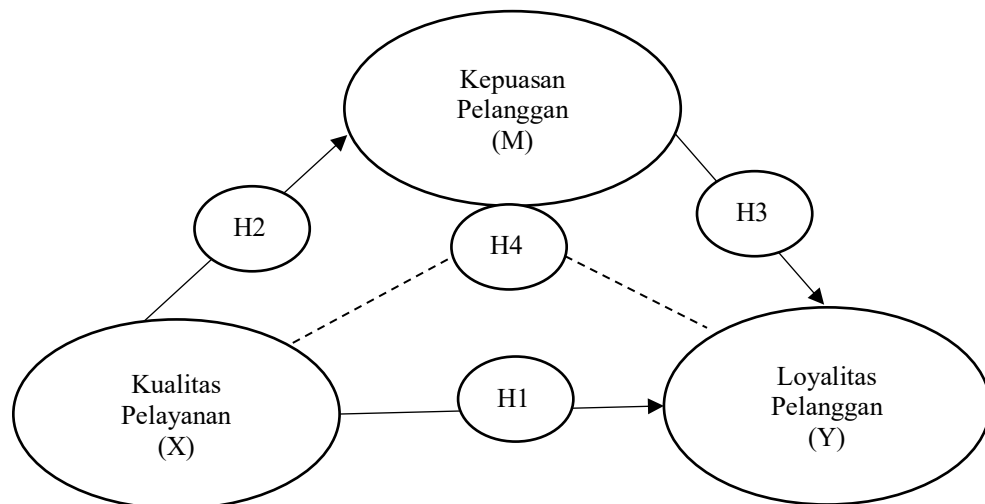 Kepuasan
Pelanggan
(M)
H2
H3
H4
Kualitas
Pelayanan
(X)
H1
Loyalitas
Pelanggan
(Y)